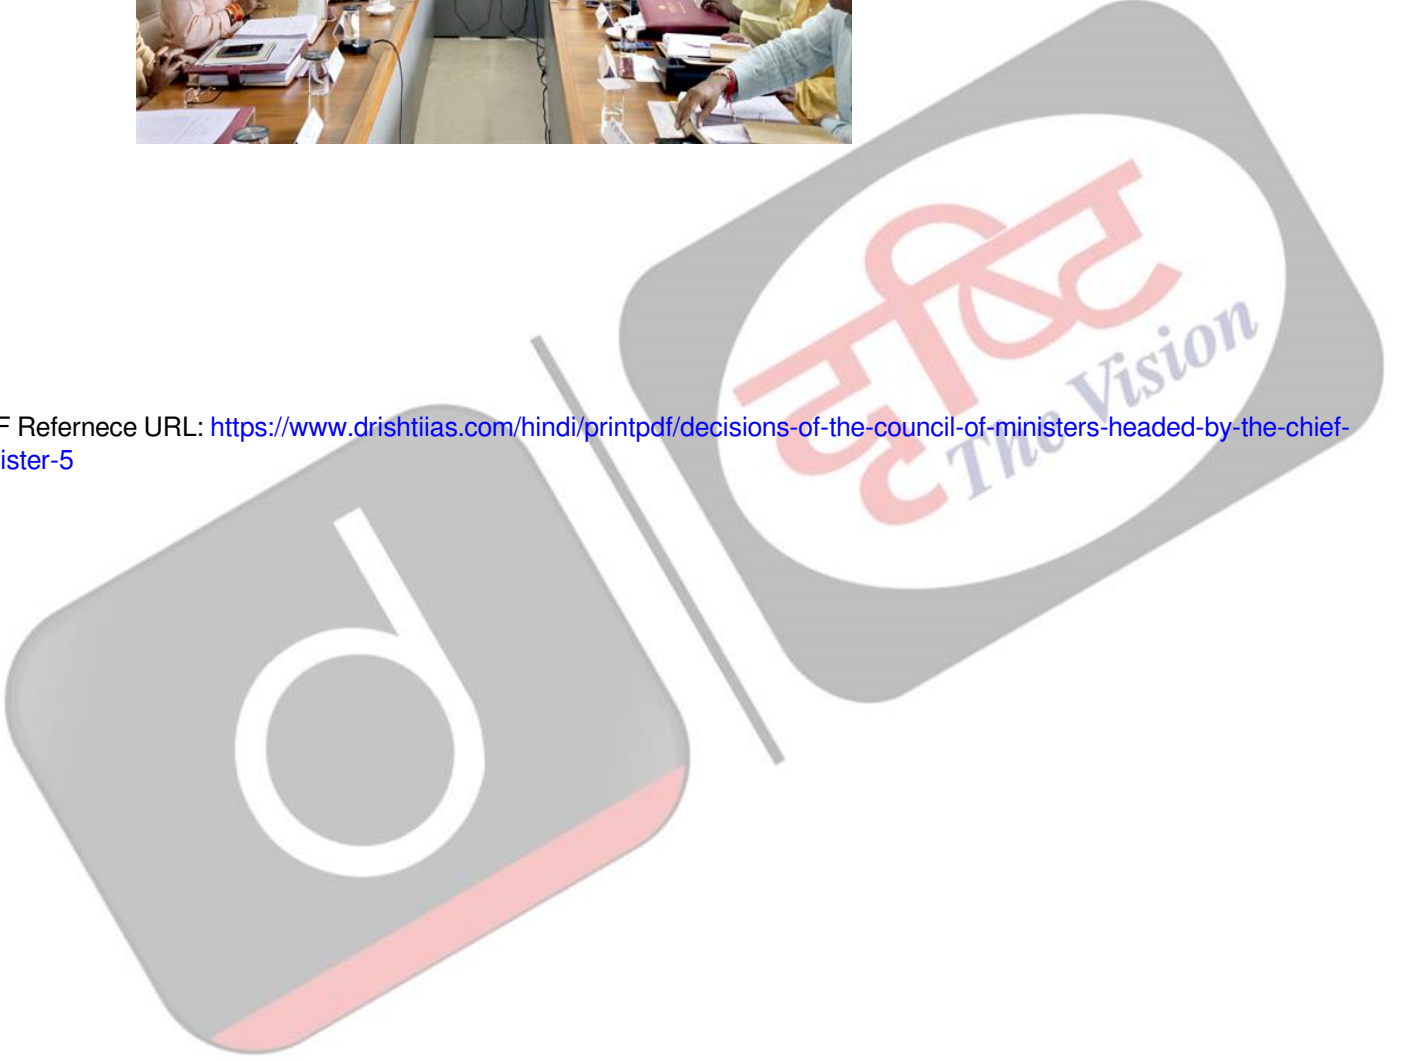 F Refernece URL: https://www.drishtiias.com/hindi/printpdf/decisions-of-the-council-of-ministers-headed-by-the-chief-
ister-5
दृष्टि
The Vision
d